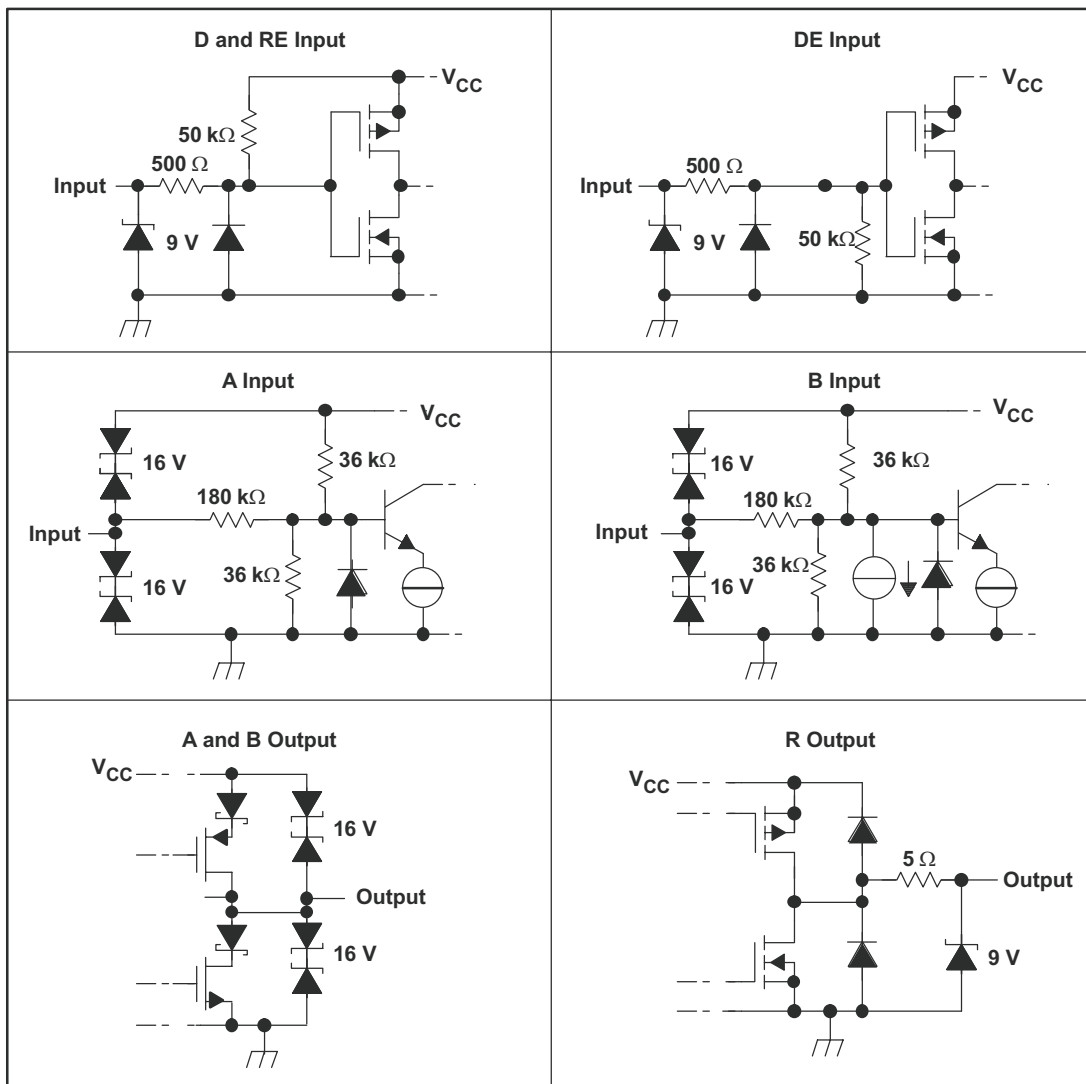 D and RE Input
V_CC
50 kΩ
500 Ω
Input
9 V
DE Input
V_CC
500 Ω
Input
9 V
50 kΩ
A Input
V_CC
16 V
36 kΩ
180 kΩ
Input
36 kΩ
16 V
B Input
V_CC
16 V
36 kΩ
180 kΩ
Input
36 kΩ
16 V
A and B Output
V_CC
16 V
Output
16 V
R Output
V_CC
5 Ω
Output
9 V